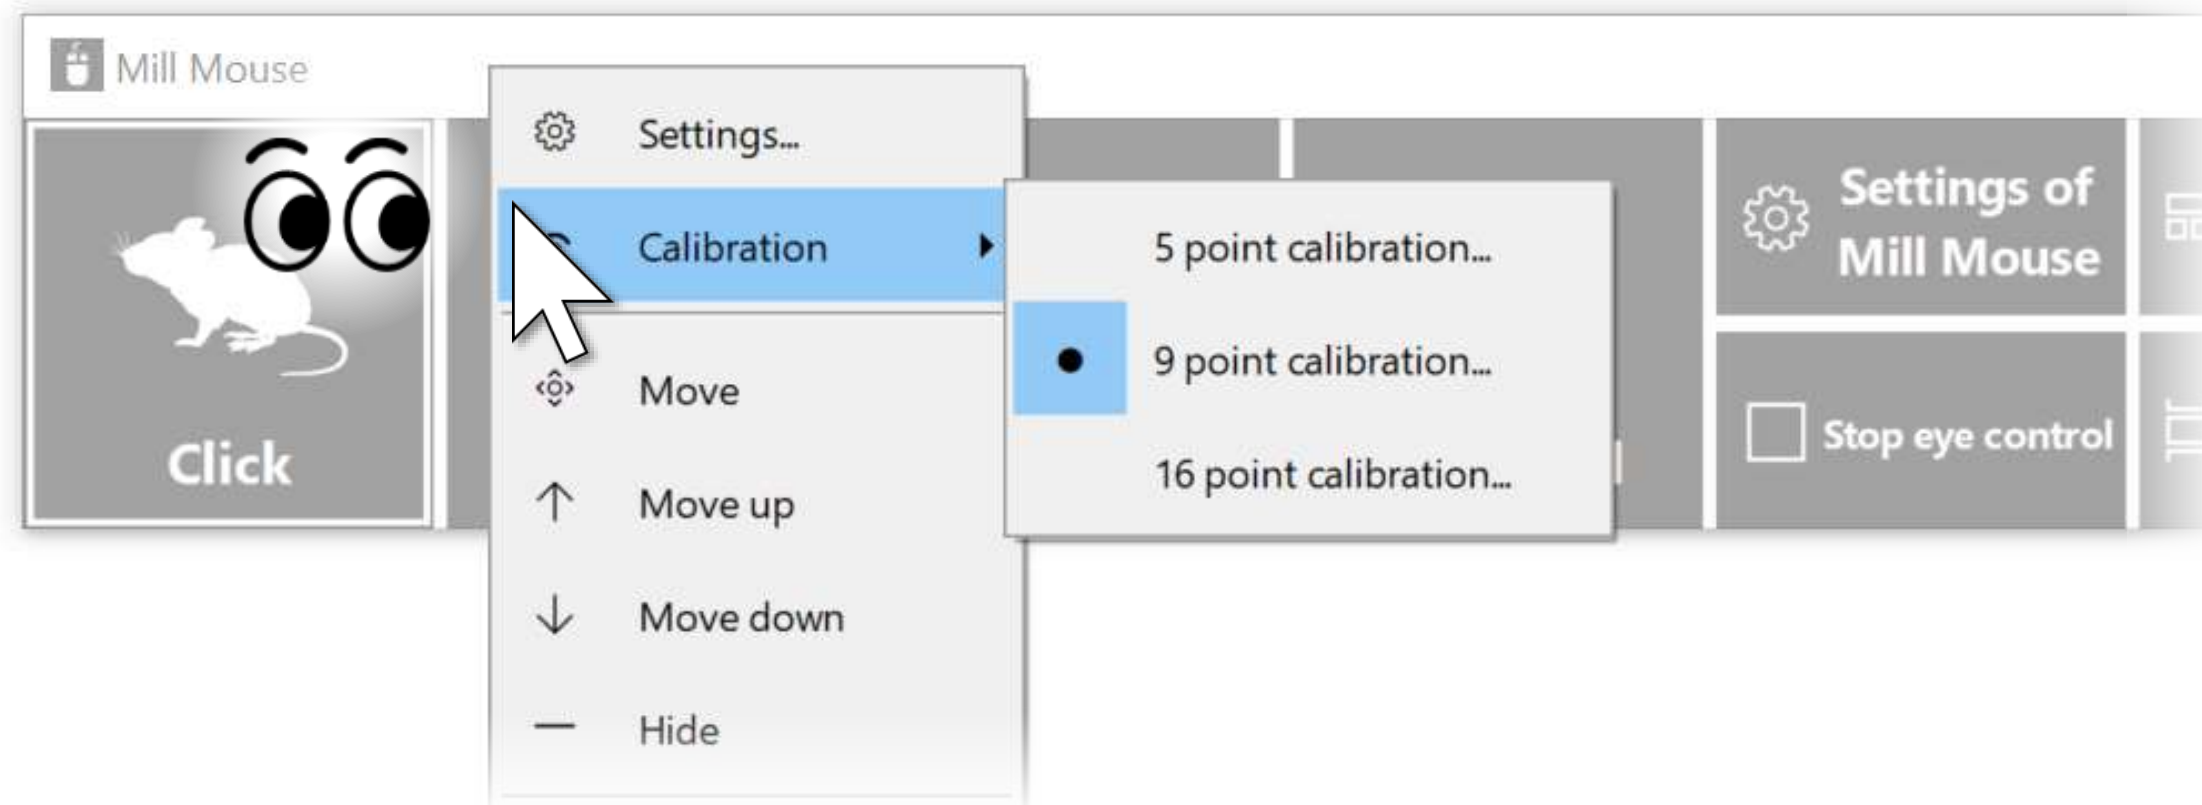 Mill Mouse
Click
Settings...
Calibration
Move
Move up
Move down
Hide
5 point calibration...
9 point calibration...
16 point calibration...
Settings of
Mill Mouse
Stop eye control